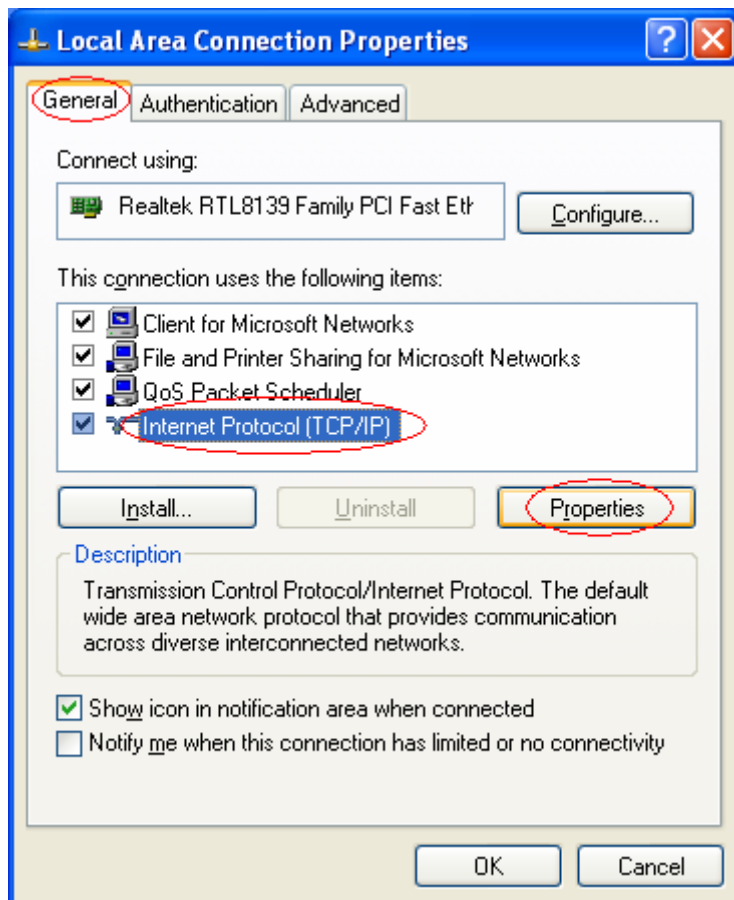 Local Area Connection Properties
General Authentication Advanced
Connect using:
Realtek RTL8139 Family PCI Fast Eth
Configure...
This connection uses the following items:
Client for Microsoft Networks
File and Printer Sharing for Microsoft Networks
QoS Packet Scheduler
Internet Protocol (TCP/IP)
Install... Uninstall Properties
Description
Transmission Control Protocol/Internet Protocol. The default
wide area network protocol that provides communication
across diverse interconnected networks.
Show icon in notification area when connected
Notify me when this connection has limited or no connectivity
OK Cancel